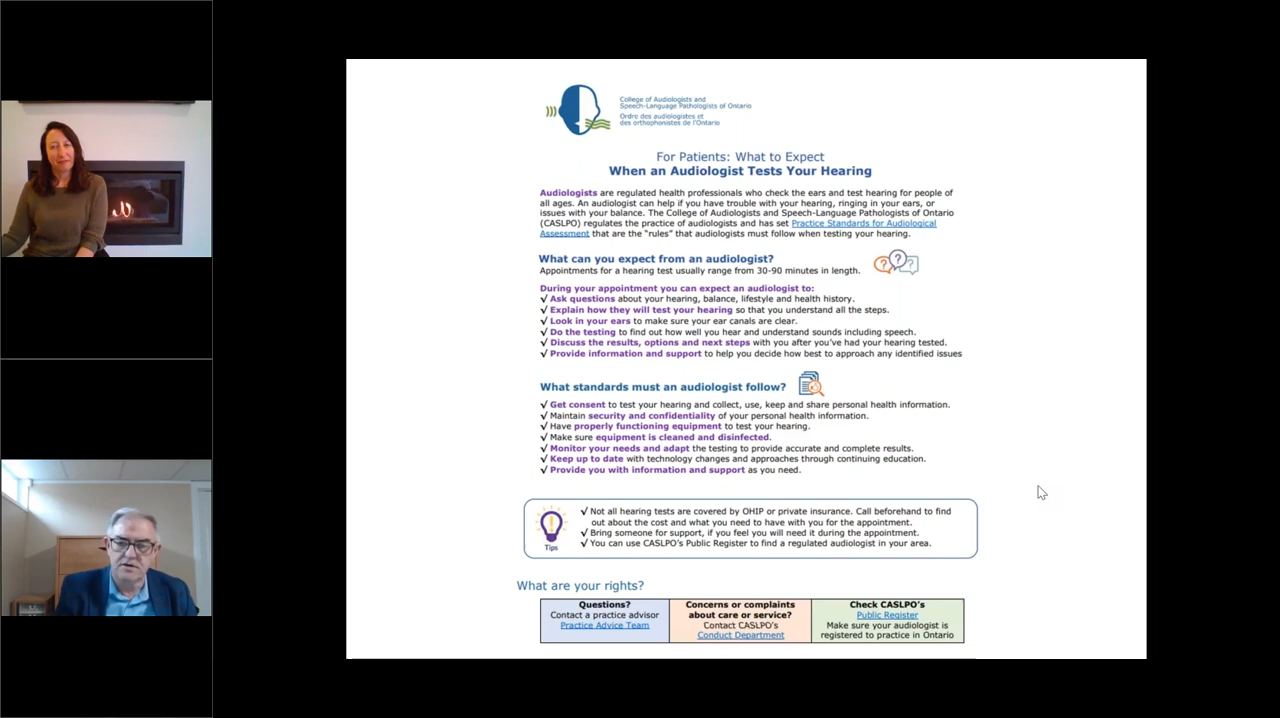 College of Audiologists and
Speech-Language Pathologists of Ontario
Ordre des audiologistes et
des orthophonistes de l'Ontario
For Patients: What to Expect
When an Audiologist Tests Your Hearing
Audiologists are regulated health professionals who check the ears and test hearing for people of
all ages. An audiologist can help if you have trouble with your hearing, ringing in your ears, or
issues with your balance. The College of Audiologists and Speech-Language Pathologists of Ontario
(CASLPO) regulates the practice of audiologists and has set Practice Standards for Audiological
Assessment that are the “rules” that audiologists must follow when testing your hearing.
What can you expect from an audiologist?
Appointments for a hearing test usually range from 30-90 minutes in length.
During your appointment you can expect an audiologist to:
√ Ask questions about your hearing, balance, lifestyle and health history.
√ Explain how they will test your hearing so that you understand all the steps.
√ Look in your ears to make sure your ear canals are clear.
√ Do the testing to find out how well you hear and understand sounds including speech.
√ Discuss the results, options and next steps with you after you’ve had your hearing tested.
√ Provide information and support to help you decide how best to approach any identified issues
What standards must an audiologist follow?
√ Get consent to test your hearing and collect, use, keep and share personal health information.
√ Maintain security and confidentiality of your personal health information.
√ Have properly functioning equipment to test your hearing.
√ Make sure equipment is cleaned and disinfected.
√ Monitor your needs and adapt the testing to provide accurate and complete results.
√ Keep up to date with technology changes and approaches through continuing education.
√ Provide you with information and support as you need.
Tips
√ Not all hearing tests are covered by OHIP or private insurance. Call beforehand to find
out about the cost and what you need to have with you for the appointment.
√ Bring someone for support, if you feel you will need it during the appointment.
√ You can use CASLPO’s Public Register to find a regulated audiologist in your area.
What are your rights?
Questions?
Contact a practice advisor
Practice Advice Team
Concerns or complaints
about care or service?
Contact CASLPO’s
Conduct Department
Check CASLPO’s
Public Register
Make sure your audiologist is
registered to practice in Ontario